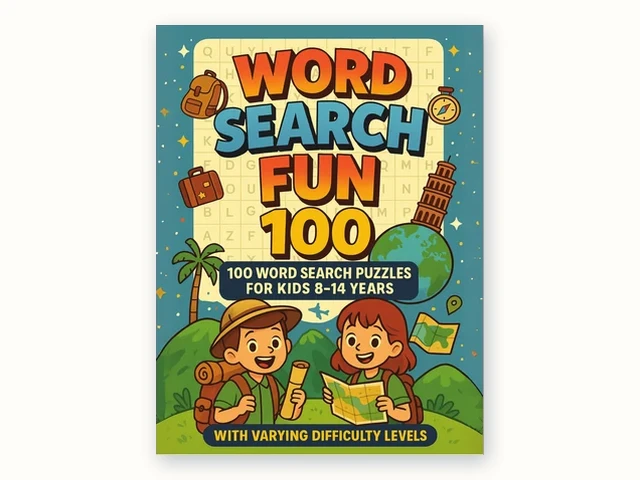 WORD
SEARCH
FUN
100
100 WORD SEARCH PUZZLES
FOR KIDS 8-14 YEARS
WITH VARYING DIFFICULTY LEVELS